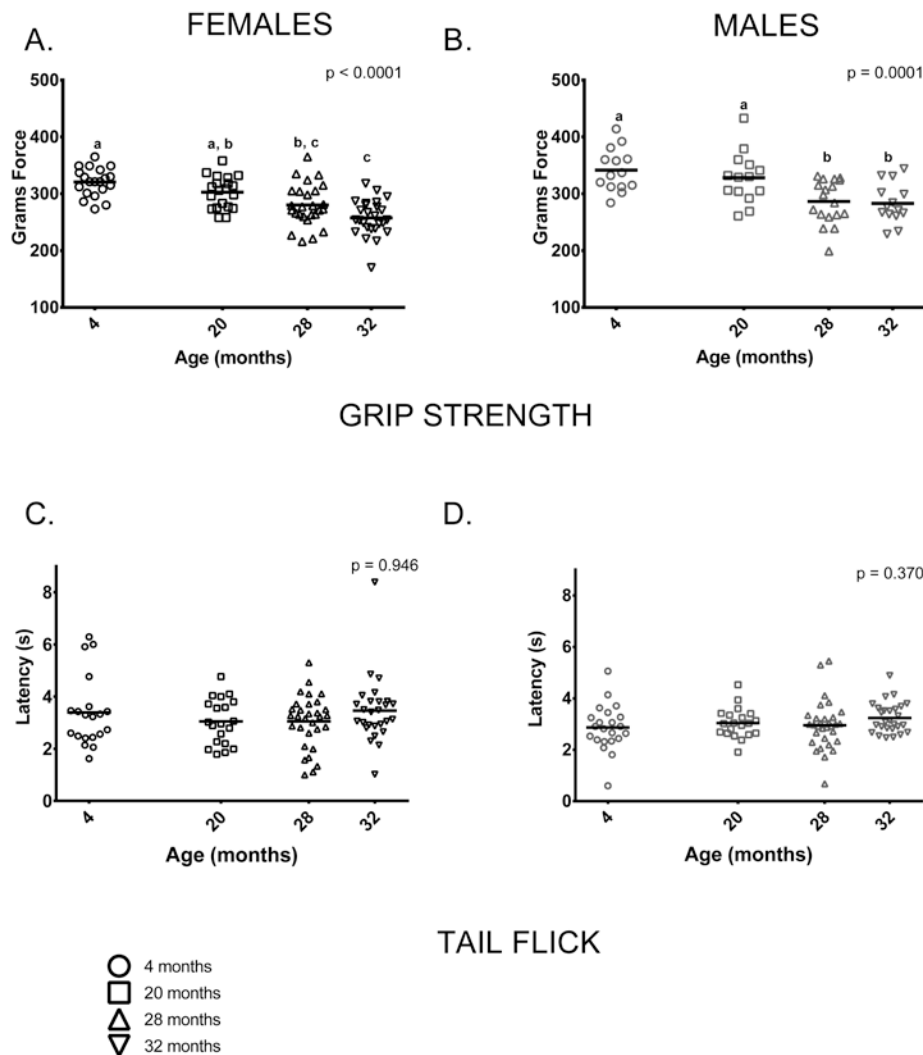 FEMALES
MALES
A.
B.
p < 0.0001
p = 0.0001
500
400
300
200
100
Grams Force
a
a, b
b, c
c
4
20
28
32
Age (months)
500
400
300
200
100
Grams Force
a
a
b
b
4
20
28
32
Age (months)
GRIP STRENGTH
C.
D.
p = 0.946
p = 0.370
8
6
4
2
0
Latency (s)
4
20
28
32
Age (months)
8
6
4
2
0
Latency (s)
4
20
28
32
Age (months)
TAIL FLICK
4 months
20 months
28 months
32 months